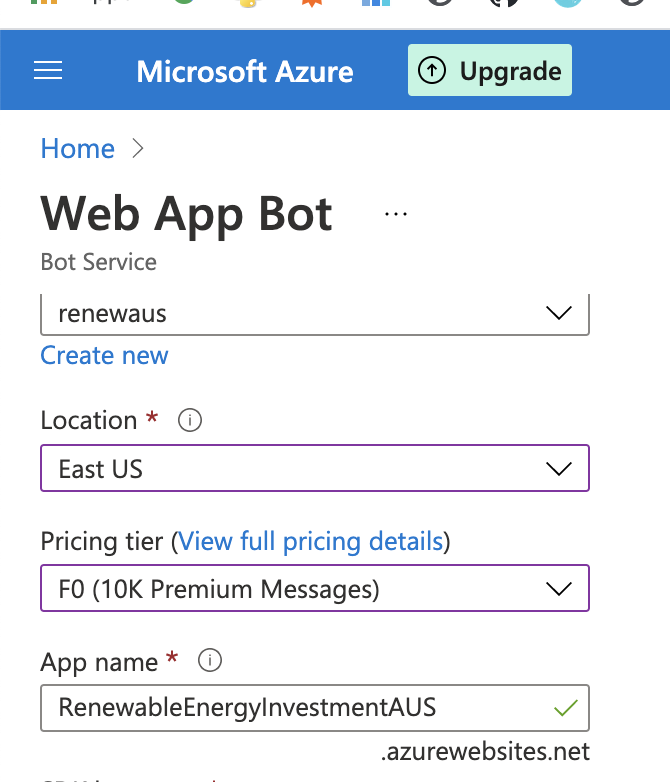 Microsoft Azure
Upgrade
Home
Web App Bot ...
Bot Service
renewaus
Create new
Location *
East US
Pricing tier (View full pricing details)
F0 (10K Premium Messages)
App name *
RenewableEnergyInvestmentAUS
.azurewebsites.net